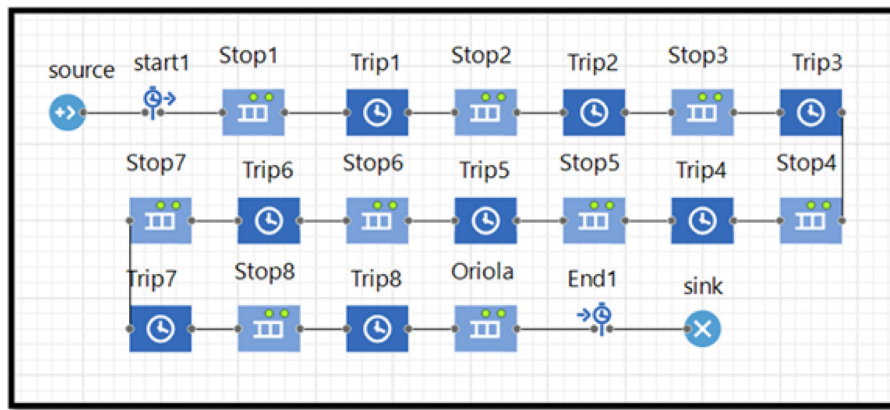 source start1 Stop1 Trip1 Stop2 Trip2 Stop3 Trip3
Stop7 Trip6 Stop6 Trip5 Stop5 Trip4 Stop4
Trip7 Stop8 Trip8 Oriola End1 sink